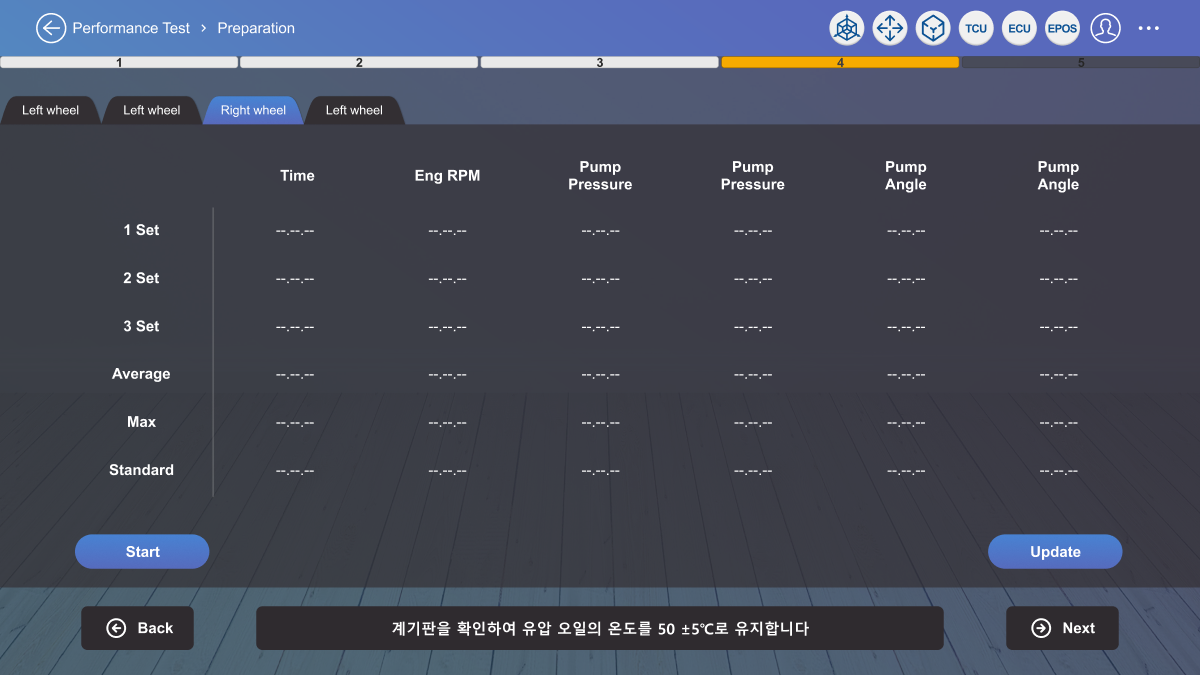 Performance Test > Preparation
TCU ECU EPOS
1 2 3 4 5
Left wheel Left wheel Right wheel Left wheel
Time Eng RPM Pump Pressure Pump Pressure Pump Angle Pump Angle
1 Set --.--.-- --.--.-- --.--.-- --.--.-- --.--.-- --.--.--
2 Set --.--.-- --.--.-- --.--.-- --.--.-- --.--.-- --.--.--
3 Set --.--.-- --.--.-- --.--.-- --.--.-- --.--.-- --.--.--
Average --.--.-- --.--.-- --.--.-- --.--.-- --.--.-- --.--.--
Max --.--.-- --.--.-- --.--.-- --.--.-- --.--.-- --.--.--
Standard --.--.-- --.--.-- --.--.-- --.--.-- --.--.-- --.--.--
Start Update
Back 계기판을 확인하여 유압 오일의 온도를 50 ±5℃로 유지합니다 Next